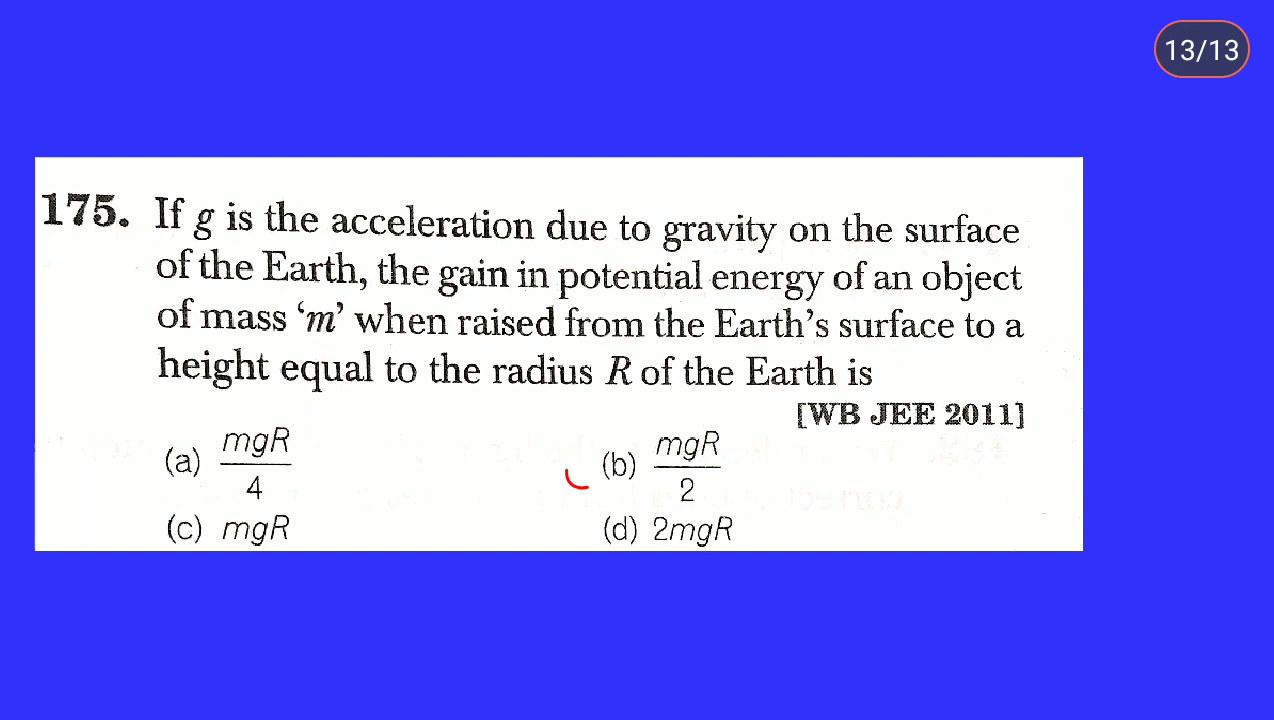 13/13
175. If g is the acceleration due to gravity on the surface
of the Earth, the gain in potential energy of an object
of mass ‘m’ when raised from the Earth’s surface to a
height equal to the radius R of the Earth is
[WB JEE 2011]
(a) mgR/4 (b) mgR/2
(c) mgR (d) 2mgR